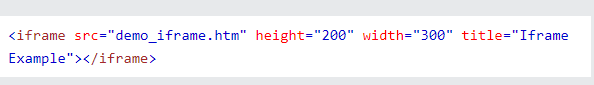 <iframe src="demo_iframe.htm" height="200" width="300" title="Iframe
Example"></iframe>